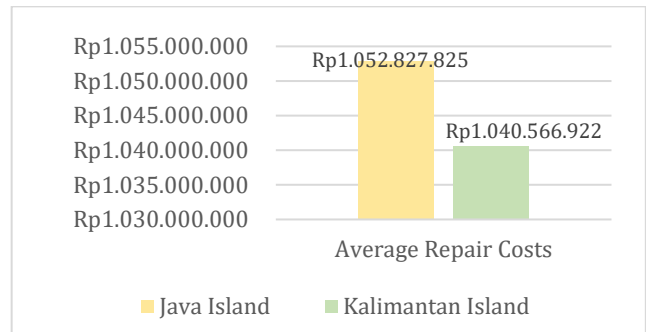 Rp1.055.000.000
Rp1.050.000.000
Rp1.045.000.000
Rp1.040.000.000
Rp1.035.000.000
Rp1.030.000.000
Rp1.052.827.825
Rp1.040.566.922
Average Repair Costs
Java Island Kalimantan Island